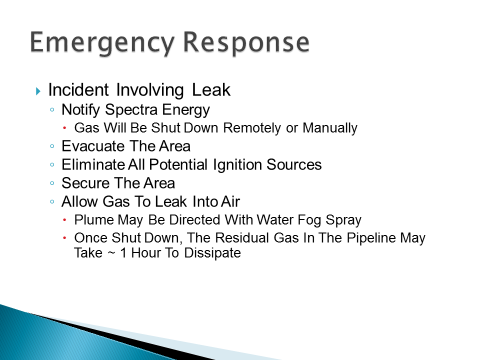 Emergency Response
Incident Involving Leak
Notify Spectra Energy
Gas Will Be Shut Down Remotely or Manually
Evacuate The Area
Eliminate All Potential Ignition Sources
Secure The Area
Allow Gas To Leak Into Air
Plume May Be Directed With Water Fog Spray
Once Shut Down, The Residual Gas In The Pipeline May
Take ~ 1 Hour To Dissipate